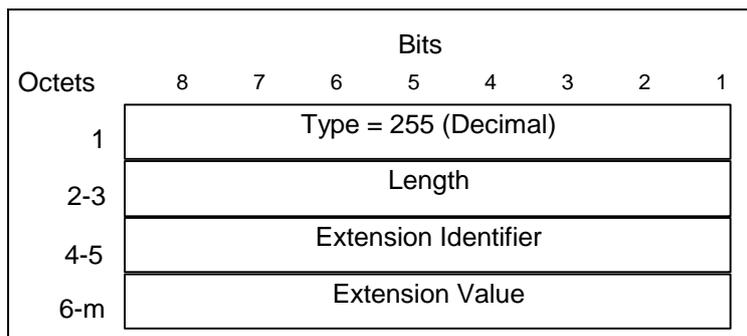 Bits
Octets 8 7 6 5 4 3 2 1
1 Type = 255 (Decimal)
2-3 Length
4-5 Extension Identifier
6-m Extension Value